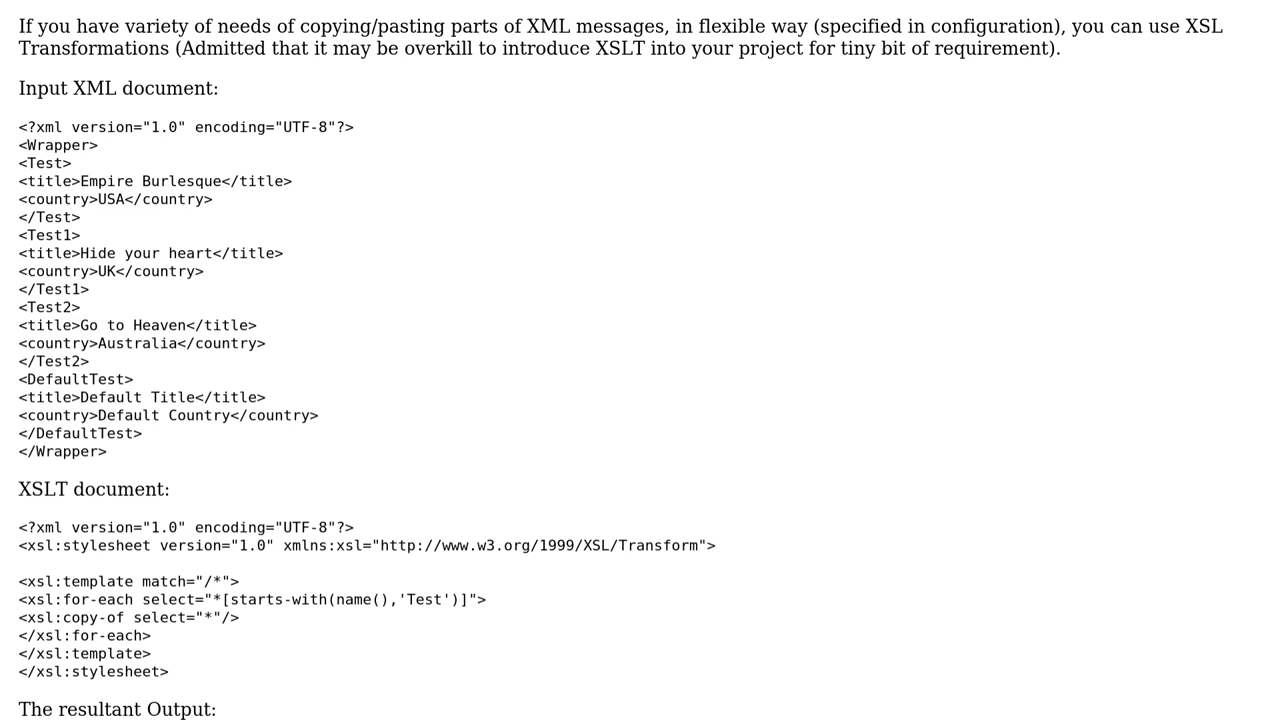 If you have variety of needs of copying/pasting parts of XML messages, in flexible way (specified in configuration), you can use XSL
Transformations (Admitted that it may be overkill to introduce XSLT into your project for tiny bit of requirement).
Input XML document:
<?xml version="1.0" encoding="UTF-8"?>
<Wrapper>
<Test>
<title>Empire Burlesque</title>
<country>USA</country>
</Test>
<Test1>
<title>Hide your heart</title>
<country>UK</country>
</Test1>
<Test2>
<title>Go to Heaven</title>
<country>Australia</country>
</Test2>
<DefaultTest>
<title>Default Title</title>
<country>Default Country</country>
</DefaultTest>
</Wrapper>
XSLT document:
<?xml version="1.0" encoding="UTF-8"?>
<xsl:stylesheet version="1.0" xmlns:xsl="http://www.w3.org/1999/XSL/Transform">
<xsl:template match="/*">
<xsl:for-each select="*[starts-with(name(),'Test')]">
<xsl:copy-of select="*"/>
</xsl:for-each>
</xsl:template>
</xsl:stylesheet>
The resultant Output: